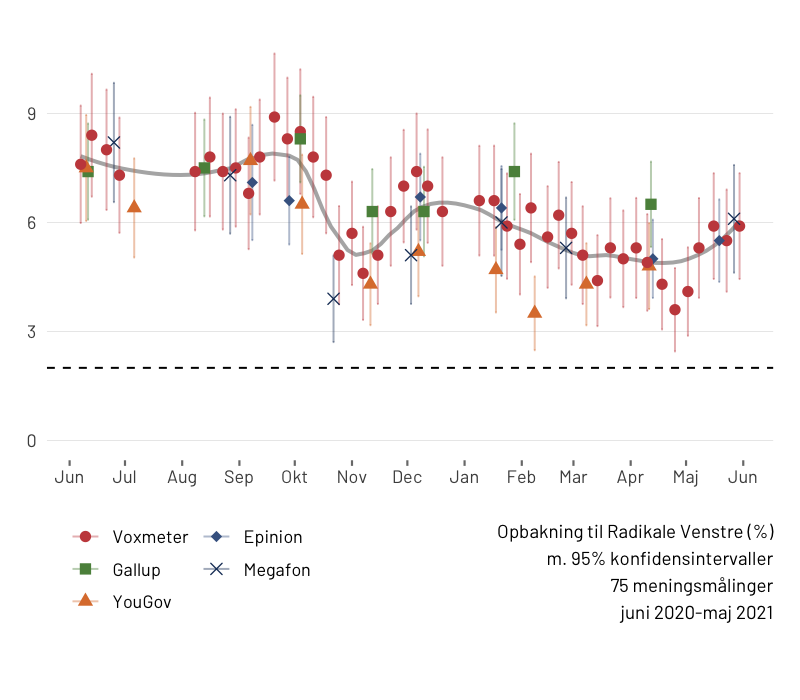 9
6
3
0
Jun Jul Aug Sep Okt Nov Dec Jan Feb Mar Apr Maj Jun
Voxmeter Epinion
Gallup Megafon
YouGov
Opbakning til Radikale Venstre (%)
m. 95% konfidensintervaller
75 meningsmålinger
juni 2020-maj 2021